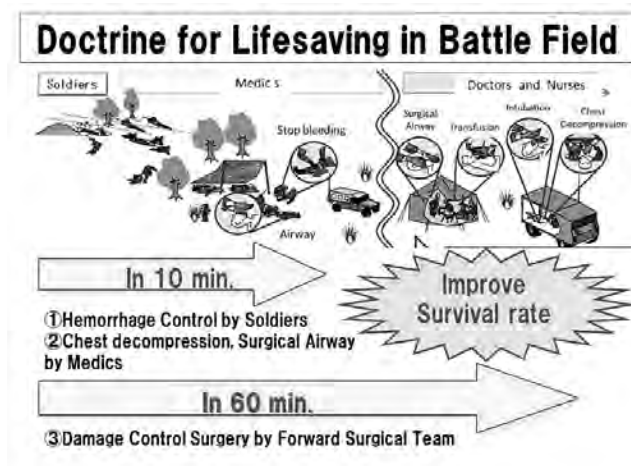 Doctrine for Lifesaving in Battle Field
Soldiers
Medics
Doctors and Nurses
Stop bleeding
Airway
Surgical
Airway
Transfusion
Intubation
Chest
Decompression
In 10 min.
Improve
Survival rate
①Hemorrhage Control by Soldiers
②Chest decompression, Surgical Airway
by Medics
In 60 min.
③Damage Control Surgery by Forward Surgical Team